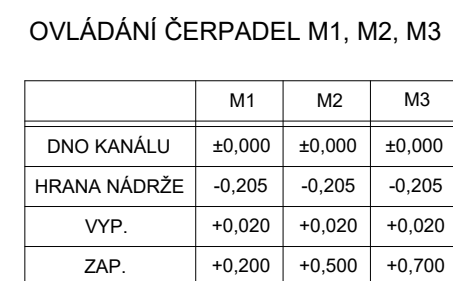 OVLÁDÁNÍ ČERPADEL M1, M2, M3
M1 M2 M3
DNO KANÁLU ±0,000 ±0,000 ±0,000
HRANA NÁDRŽE -0,205 -0,205 -0,205
VYP. +0,020 +0,020 +0,020
ZAP. +0,200 +0,500 +0,700